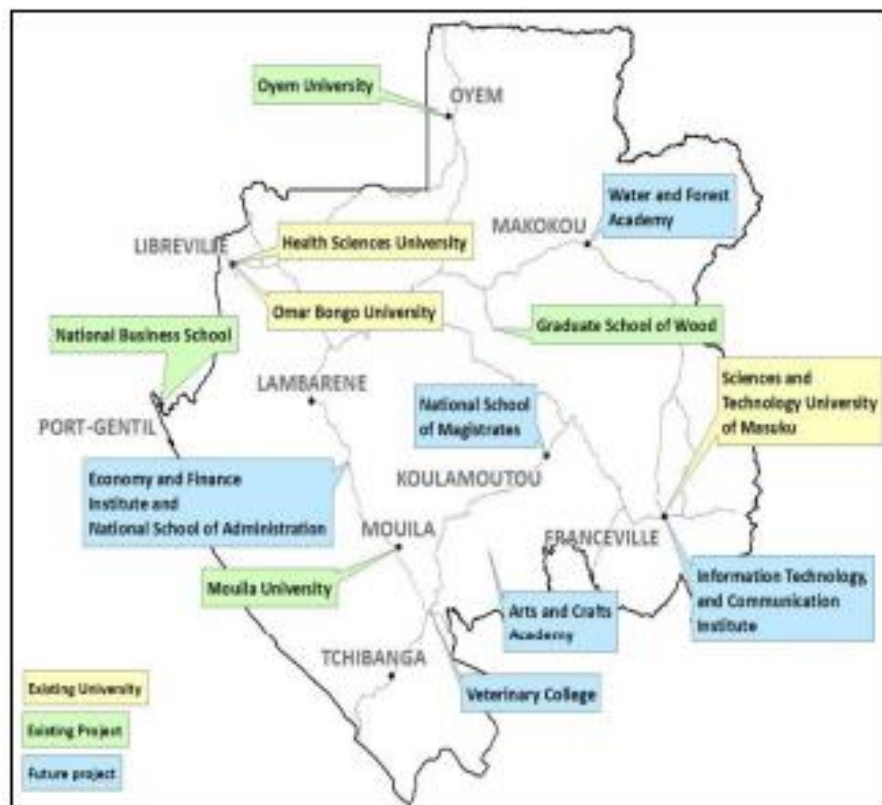 Oyem University
OYEM
Water and Forest
Academy
MAKOKOU
Health Sciences University
LIBREVILLE
Omar Bongo University
National Business School
Graduate School of Wood
LAMBARENE
Sciences and
Technology University
of Masuku
National School
of Magistrates
PORT-GENTIL
KOULAMOUTOU
Economy and Finance
Institute and
National School of Administration
MOUILA
FRANCEVILLE
Mouila University
Information Technology,
and Communication
Institute
Arts and Crafts
Academy
TCHIBANGA
Veterinary College
Existing University
Existing Project
Future project